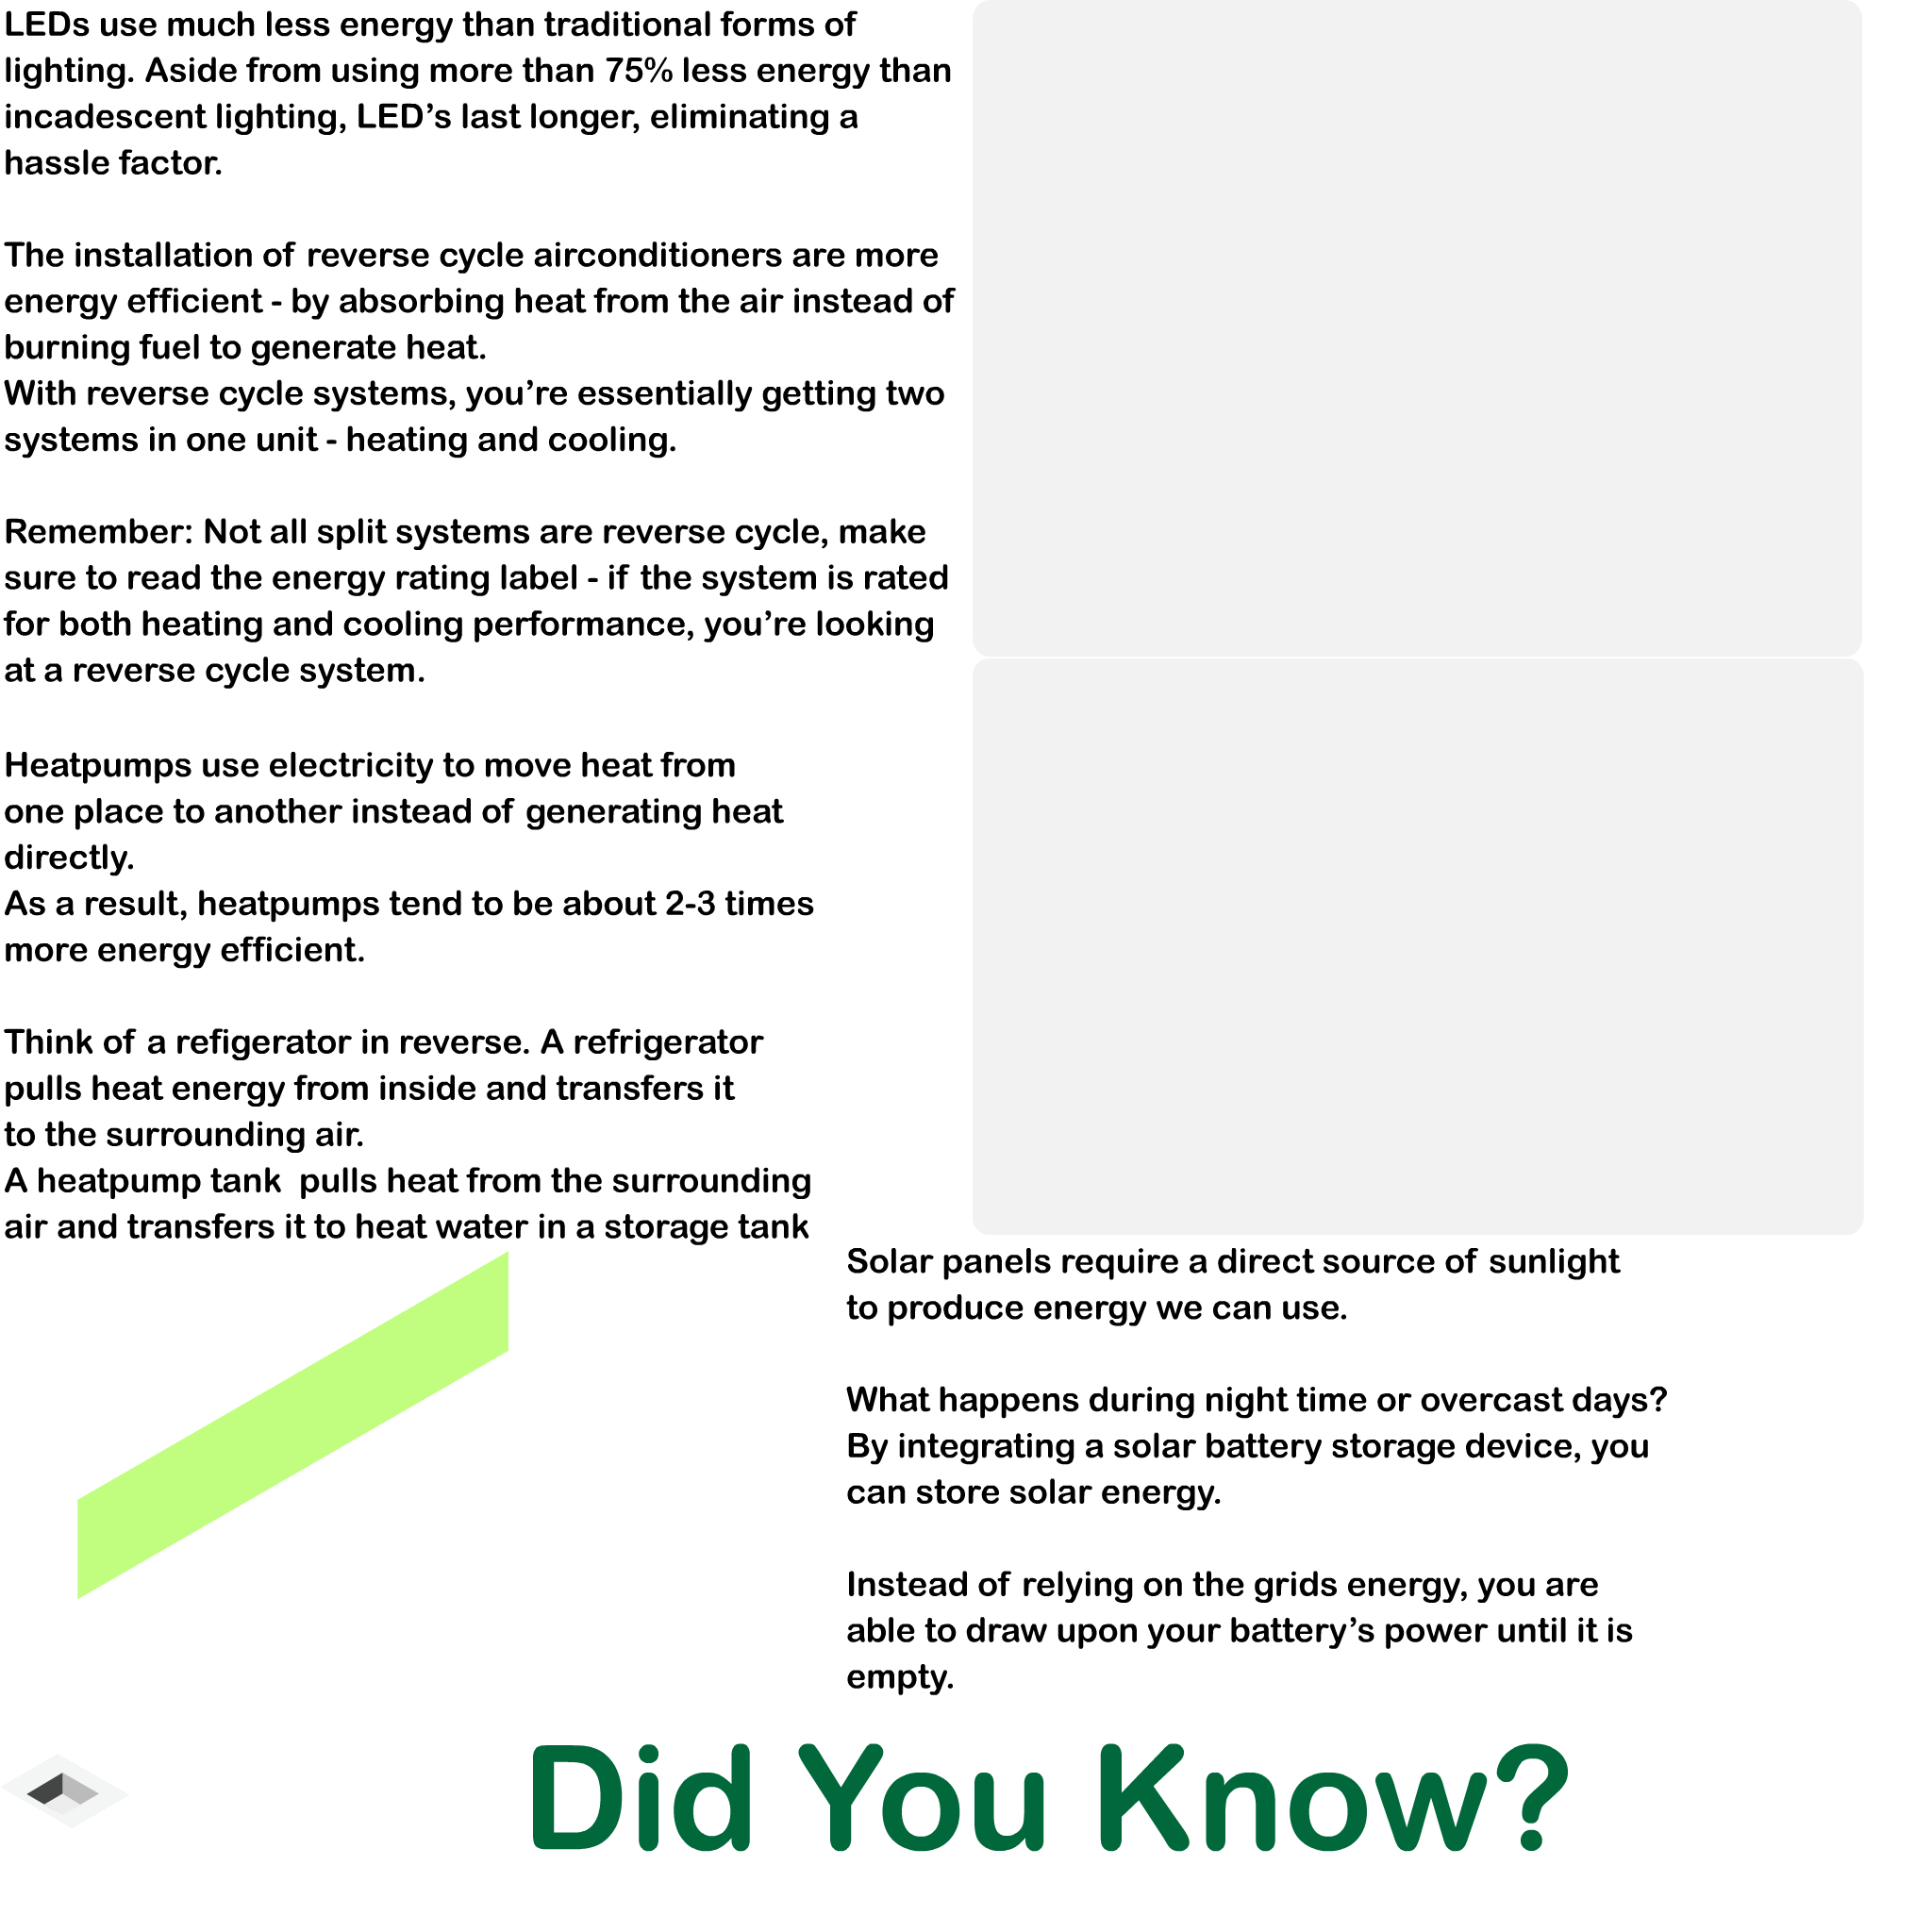 LEDs use much less energy than traditional forms of
lighting. Aside from using more than 75% less energy than
incadescent lighting, LED’s last longer, eliminating a
hassle factor.
The installation of reverse cycle airconditioners are more
energy efficient - by absorbing heat from the air instead of
burning fuel to generate heat.
With reverse cycle systems, you’re essentially getting two
systems in one unit - heating and cooling.
Remember: Not all split systems are reverse cycle, make
sure to read the energy rating label - if the system is rated
for both heating and cooling performance, you’re looking
at a reverse cycle system.
Heatpumps use electricity to move heat from
one place to another instead of generating heat
directly.
As a result, heatpumps tend to be about 2-3 times
more energy efficient.
Think of a refigerator in reverse. A refrigerator
pulls heat energy from inside and transfers it
to the surrounding air.
A heatpump tank  pulls heat from the surrounding
air and transfers it to heat water in a storage tank
Solar panels require a direct source of sunlight
to produce energy we can use.
What happens during night time or overcast days?
By integrating a solar battery storage device, you
can store solar energy.
Instead of relying on the grids energy, you are
able to draw upon your battery’s power until it is
empty.
Did You Know?